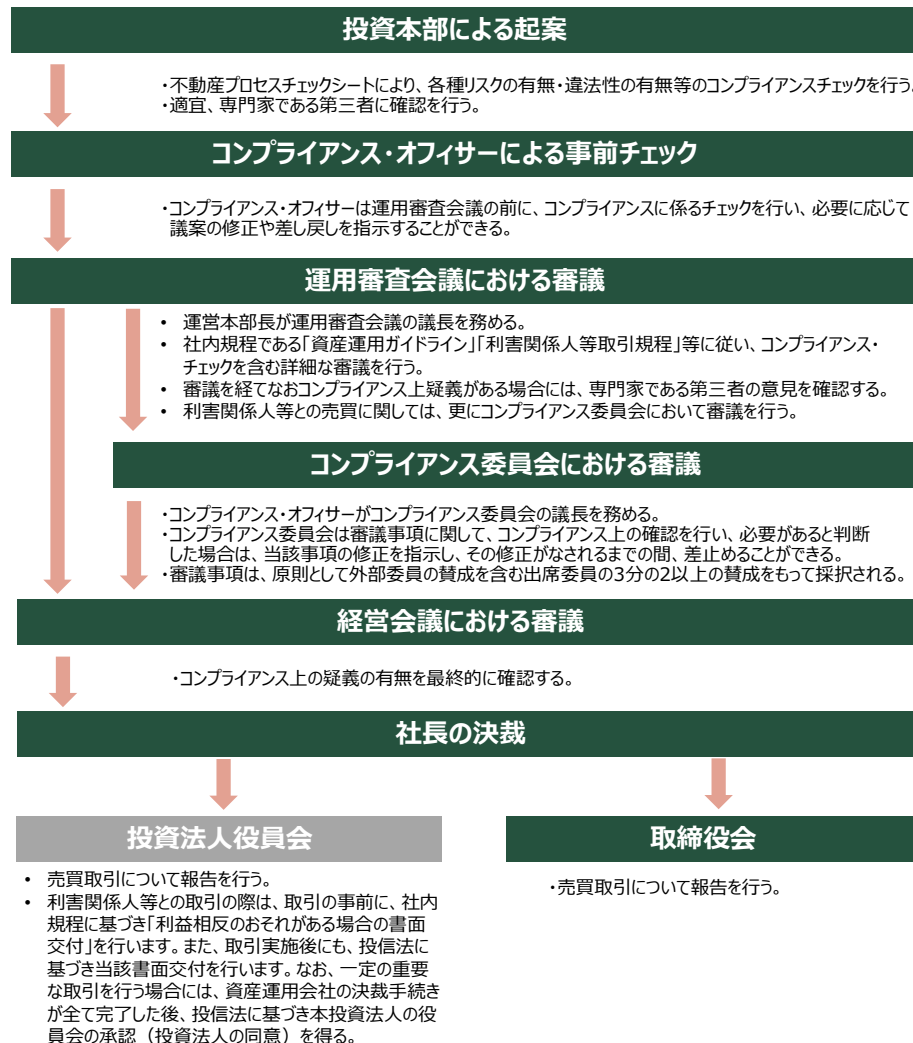 投資本部による起案
・不動産プロセスチェックシートにより、各種リスクの有無・違法性の有無等のコンプライアンスチェックを行う。
・適宜、専門家である第三者に確認を行う。
コンプライアンス・オフィサーによる事前チェック
・コンプライアンス・オフィサーは運用審査会議の前に、コンプライアンスに係るチェックを行い、必要に応じて
議案の修正や差し戻しを指示することができる。
運用審査会議における審議
• 運営本部長が運用審査会議の議長を務める。
• 社内規程である「資産運用ガイドライン」「利害関係人等取引規程」等に従い、コンプライアンス・
チェックを含む詳細な審議を行う。
• 審議を経てなおコンプライアンス上疑義がある場合には、専門家である第三者の意見を確認する。
• 利害関係人等との売買に関しては、更にコンプライアンス委員会において審議を行う。
コンプライアンス委員会における審議
・コンプライアンス・オフィサーがコンプライアンス委員会の議長を務める。
・コンプライアンス委員会は審議事項に関して、コンプライアンス上の確認を行い、必要があると判断
した場合は、当該事項の修正を指示し、その修正がなされるまでの間、差止めることができる。
・審議事項は、原則として外部委員の賛成を含む出席委員の3分の2以上の賛成をもって採択される。
経営会議における審議
・コンプライアンス上の疑義の有無を最終的に確認する。
社長の決裁
投資法人役員会
• 売買取引について報告を行う。
• 利害関係人等との取引の際は、取引の事前に、社内
規程に基づき「利益相反のおそれがある場合の書面
交付」を行います。また、取引実施後にも、投信法に
基づき当該書面交付を行います。なお、一定の重要
な取引を行う場合には、資産運用会社の決裁手続き
が全て完了した後、投信法に基づき本投資法人の役
員会の承認（投資法人の同意）を得る。
取締役会
・売買取引について報告を行う。